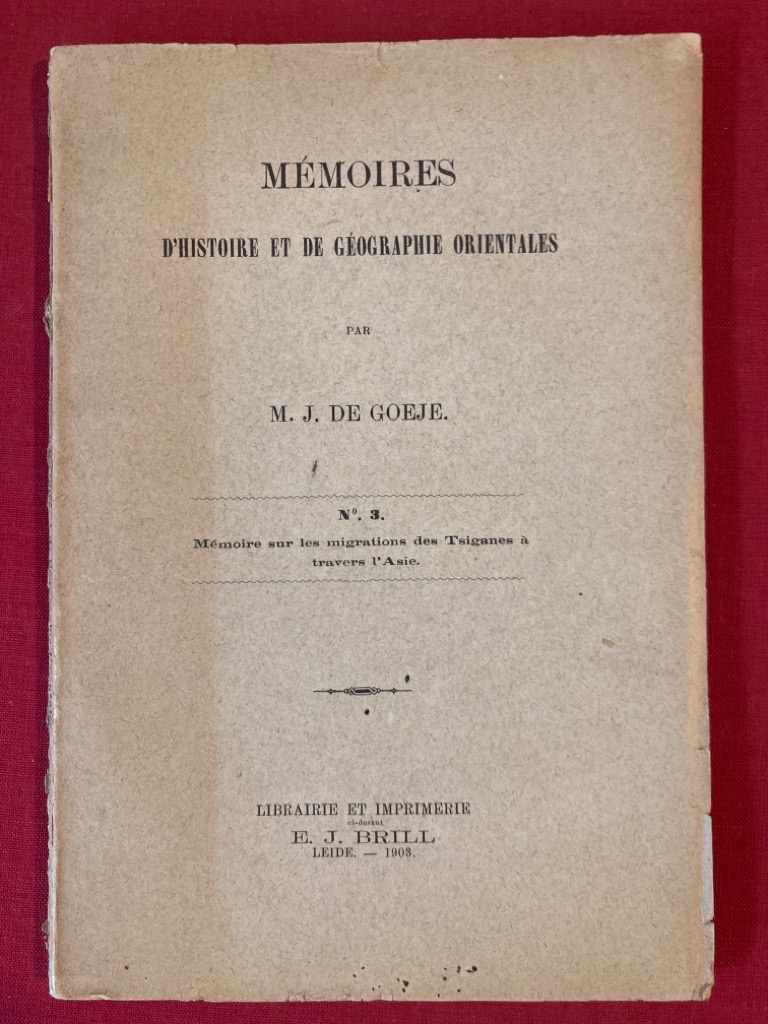 MÉMOIRES
D'HISTOIRE ET DE GÉOGRAPHIE ORIENTALES
PAR
M. J. DE GOEJE.
Nº. 3.
Mémoire sur les migrations des Tsiganes à
travers l'Asie.
LIBRAIRIE ET IMPRIMERIE
ci-devant
E. J. BRILL
LEIDE. — 1903.